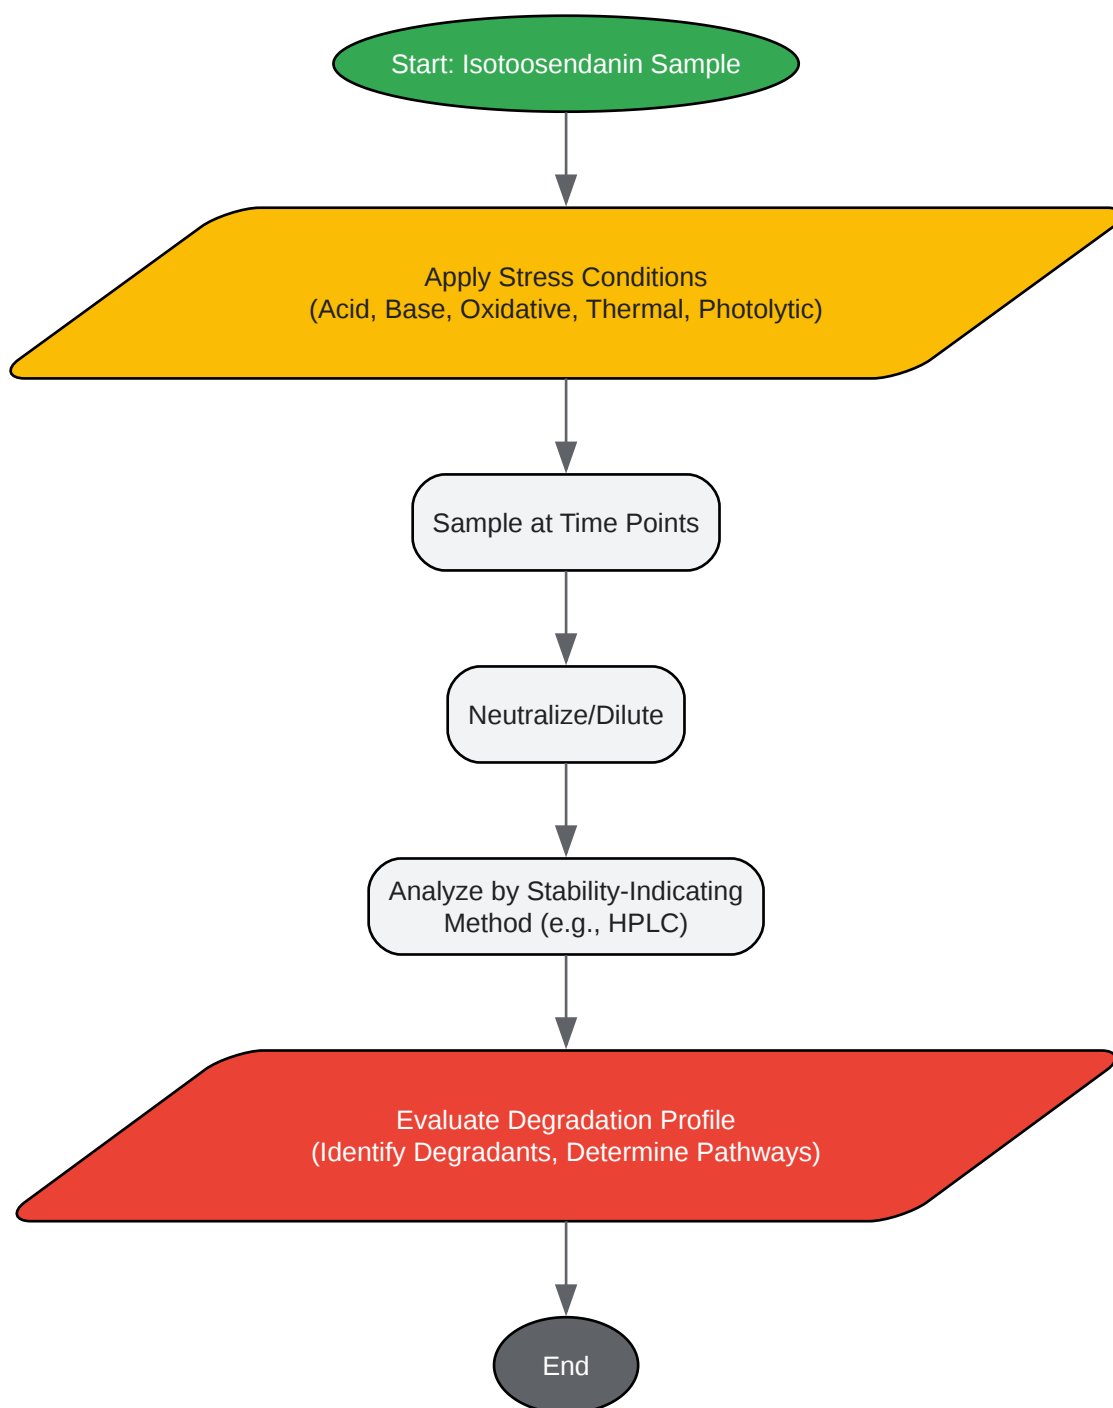 Start: Isotoosendanin Sample
Apply Stress Conditions
(Acid, Base, Oxidative, Thermal, Photolytic)
Sample at Time Points
Neutralize/Dilute
Analyze by Stability-Indicating
Method (e.g., HPLC)
Evaluate Degradation Profile
(Identify Degradants, Determine Pathways)
End